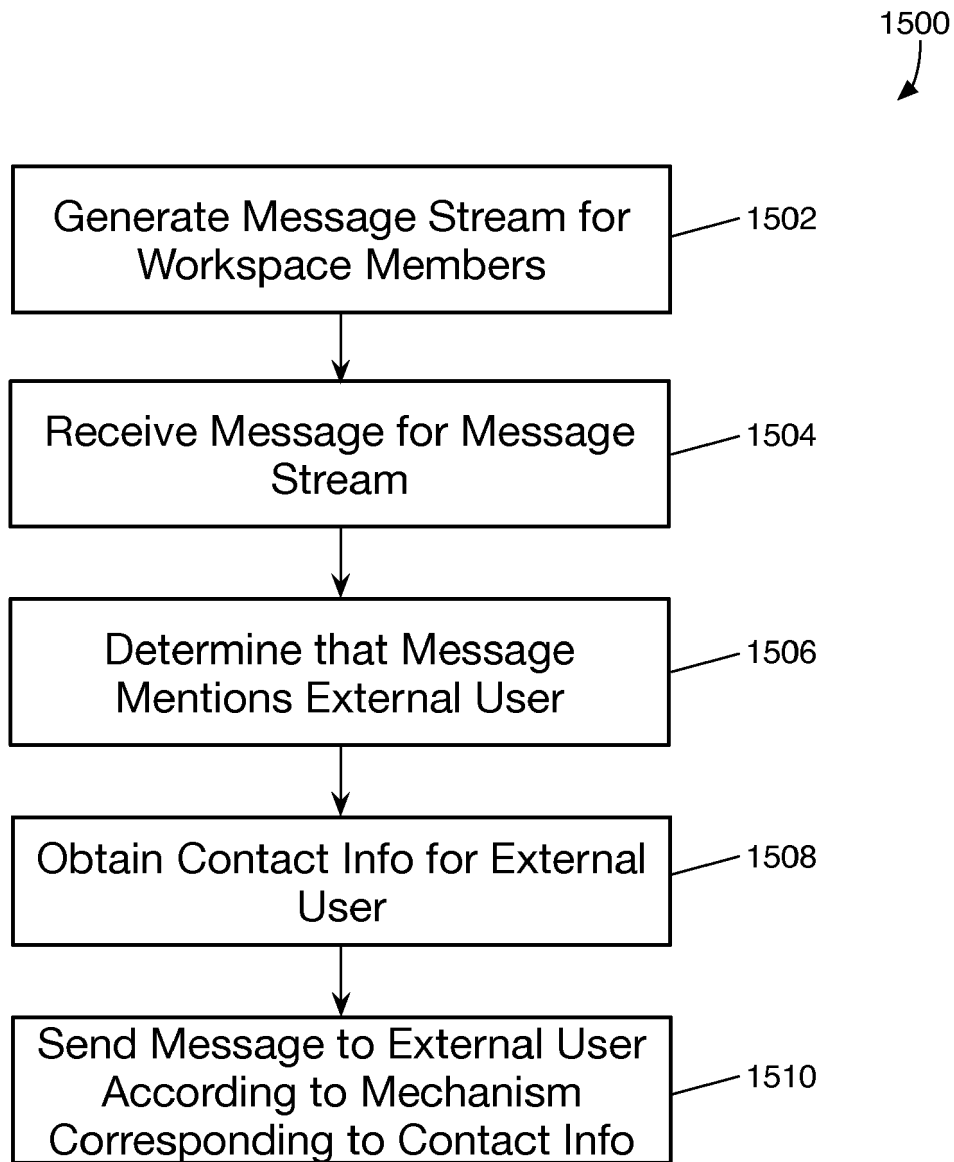 1500
Generate Message Stream for
Workspace Members
1502
Receive Message for Message
Stream
1504
Determine that Message
Mentions External User
1506
Obtain Contact Info for External
User
1508
Send Message to External User
According to Mechanism
Corresponding to Contact Info
1510